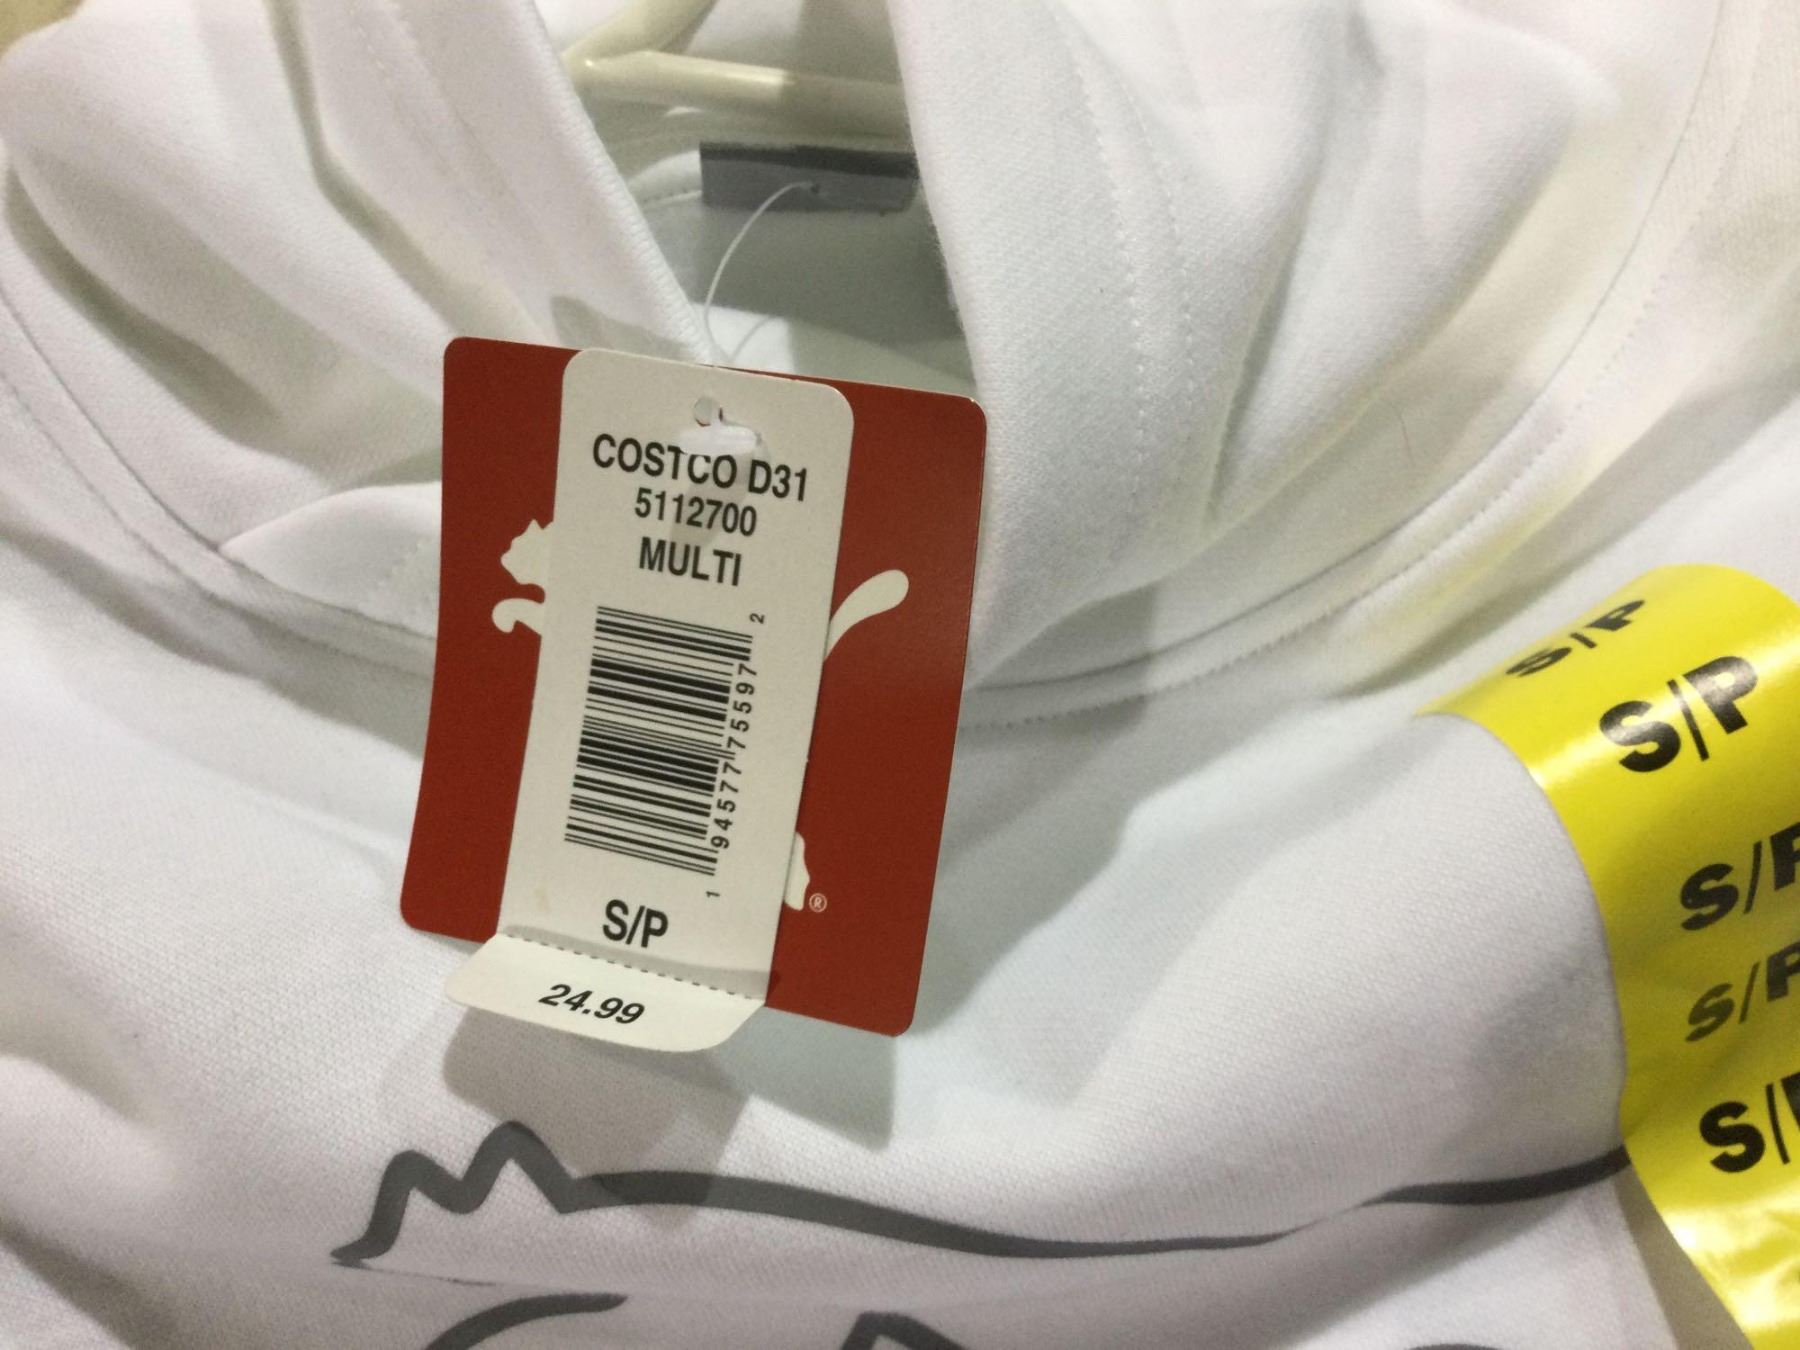 COSTCO D31
5112700
MULTI
1 94577 75597 2
S/P
24.99
®
S/P
S/P
S/P
S/P
S/P